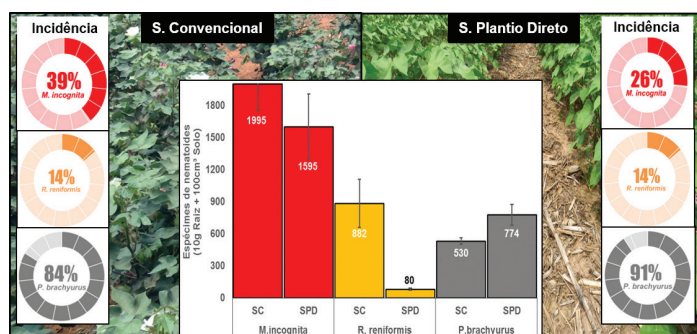 Incidência
S. Convencional
S. Plantio Direto
Incidência
39%
M. incognita
14%
R. reniformis
84%
P. brachyurus
Espécimes de nematoides
(10g Raiz + 100cm³ Solo)
1800
1500
1200
900
600
300
0
1995
1595
882
80
530
774
SC
SPD
SC
SPD
SC
SPD
M.incognita
R. reniformis
P.brachyurus
26%
M. incognita
14%
R. reniformis
91%
P. brachyurus